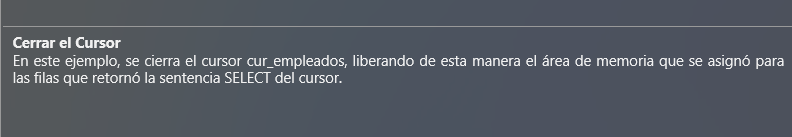 Cerrar el Cursor
En este ejemplo, se cierra el cursor cur_empleados, liberando de esta manera el área de memoria que se asignó para
las filas que retornó la sentencia SELECT del cursor.